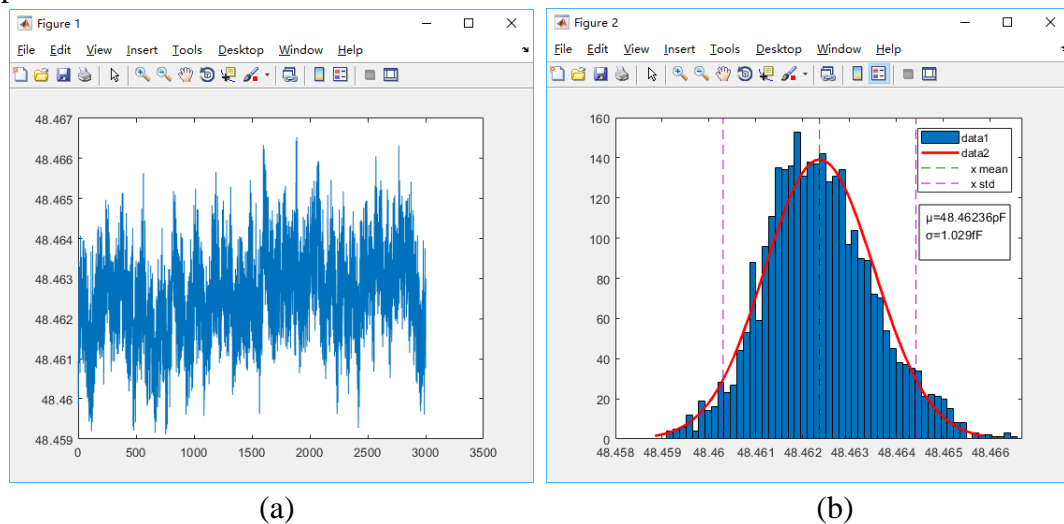 Figure 1
File Edit View Insert Tools Desktop Window Help
48.467
48.466
48.465
48.464
48.463
48.462
48.461
48.46
48.459
0 500 1000 1500 2000 2500 3000 3500
(a)
Figure 2
File Edit View Insert Tools Desktop Window Help
160
140
120
100
80
60
40
20
0
data1
data2
x mean
x std
μ=48.46236pF
σ=1.029fF
48.458 48.459 48.46 48.461 48.462 48.463 48.464 48.465 48.466
(b)